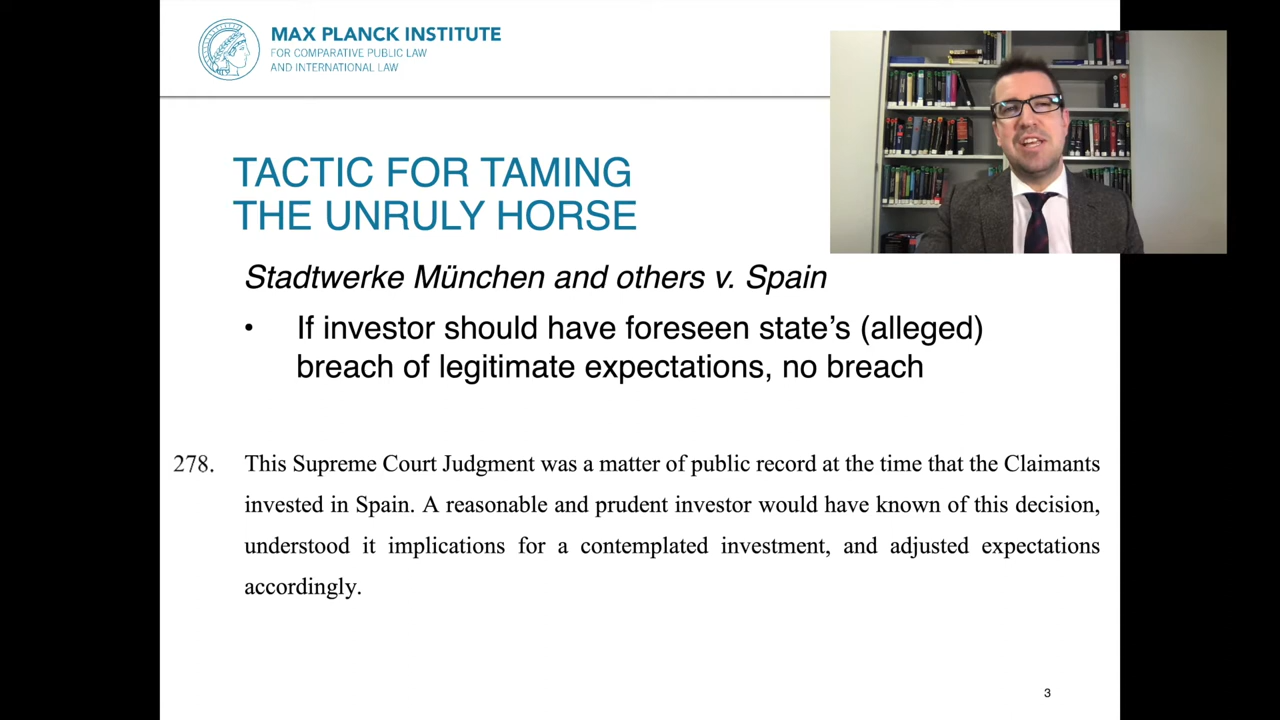 MAX PLANCK INSTITUTE
FOR COMPARATIVE PUBLIC LAW
AND INTERNATIONAL LAW
TACTIC FOR TAMING
THE UNRULY HORSE
Stadtwerke München and others v. Spain
• If investor should have foreseen state’s (alleged)
breach of legitimate expectations, no breach
278. This Supreme Court Judgment was a matter of public record at the time that the Claimants
invested in Spain. A reasonable and prudent investor would have known of this decision,
understood it implications for a contemplated investment, and adjusted expectations
accordingly.
3